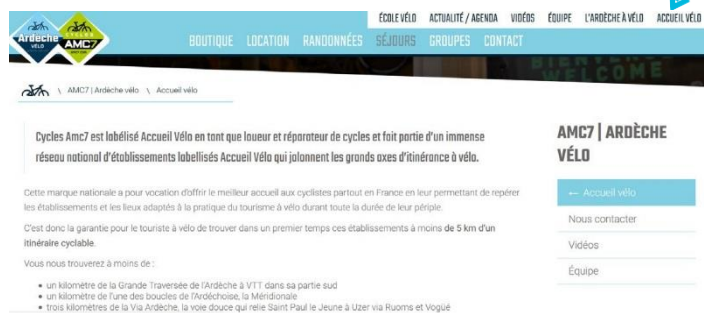 ÉCOLE VÉLO ACTUALITÉ / AGENDA VIDÉOS ÉQUIPE L'ARDÈCHE À VÉLO ACCUEIL VÉLO
Ardèche VÉLO CYCLES AMC7
BOUTIQUE LOCATION RANDONNÉES SÉJOURS GROUPES CONTACT
BIENVENUE
WELCOME
\ AMC7 | Ardèche vélo \ Accueil vélo
Cycles Amc7 est labélisé Accueil Vélo en tant que loueur et réparateur de cycles et fait partie d'un immense
réseau national d'établissements labellisés Accueil Vélo qui jalonnent les grands axes d'itinérance à vélo.
Cette marque nationale a pour vocation d'offrir le meilleur accueil aux cyclistes partout en France en leur permettant de repérer
les établissements et les lieux adaptés à la pratique du tourisme à vélo durant toute la durée de leur périple.
C'est donc la garantie pour le touriste à vélo de trouver dans un premier temps ces établissements à moins de 5 km d'un
itinéraire cyclable.
Vous nous trouverez à moins de :
• un kilomètre de la Grande Traversée de l'Ardèche à VTT dans sa partie sud
• un kilomètre de l'une des boucles de l'Ardéchoise, la Méridionale
• trois kilomètres de la Via Ardèche, la voie douce qui relie Saint Paul le Jeune à Uzer via Ruoms et Vogüé
AMC7 | ARDÈCHE
VÉLO
← Accueil vélo
Nous contacter
Vidéos
Équipe